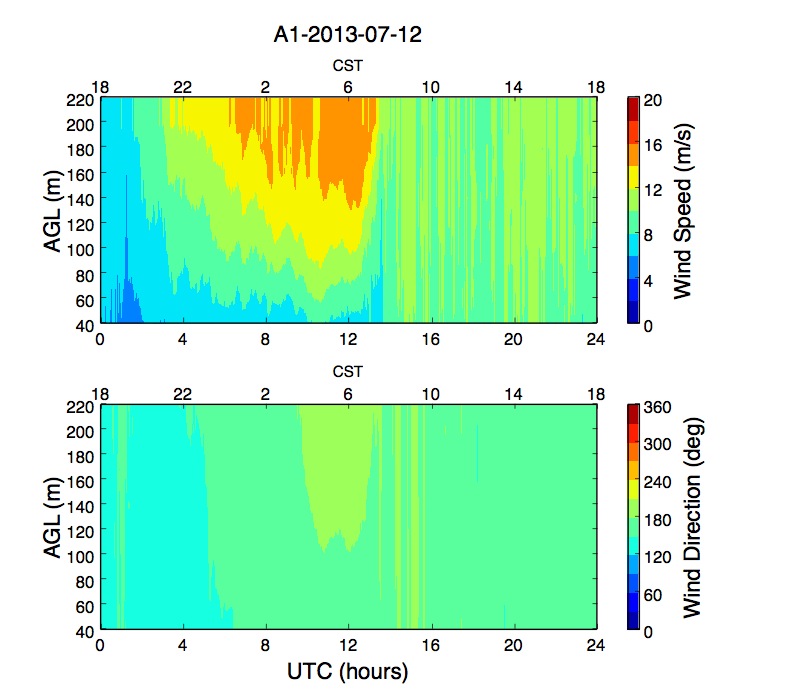 A1-2013-07-12
CST
18 22 2 6 10 14 18
220
200
180
160
140
120
100
80
60
40
AGL (m)
0 4 8 12 16 20 24
20
16
12
8
4
0
Wind Speed (m/s)
CST
18 22 2 6 10 14 18
220
200
180
160
140
120
100
80
60
40
AGL (m)
0 4 8 12 16 20 24
UTC (hours)
360
300
240
180
120
60
0
Wind Direction (deg)